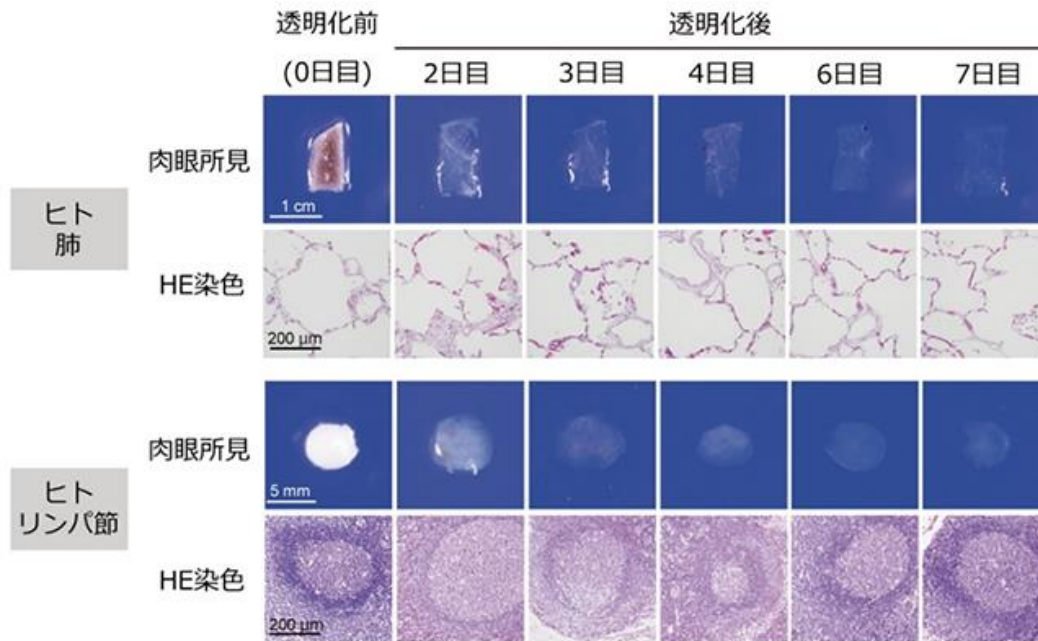 透明化前
透明化後
(0日目)
2日目
3日目
4日目
6日目
7日目
ヒト
肺
肉眼所見
1 cm
HE染色
200 μm
ヒト
リンパ節
肉眼所見
5 mm
HE染色
200 μm